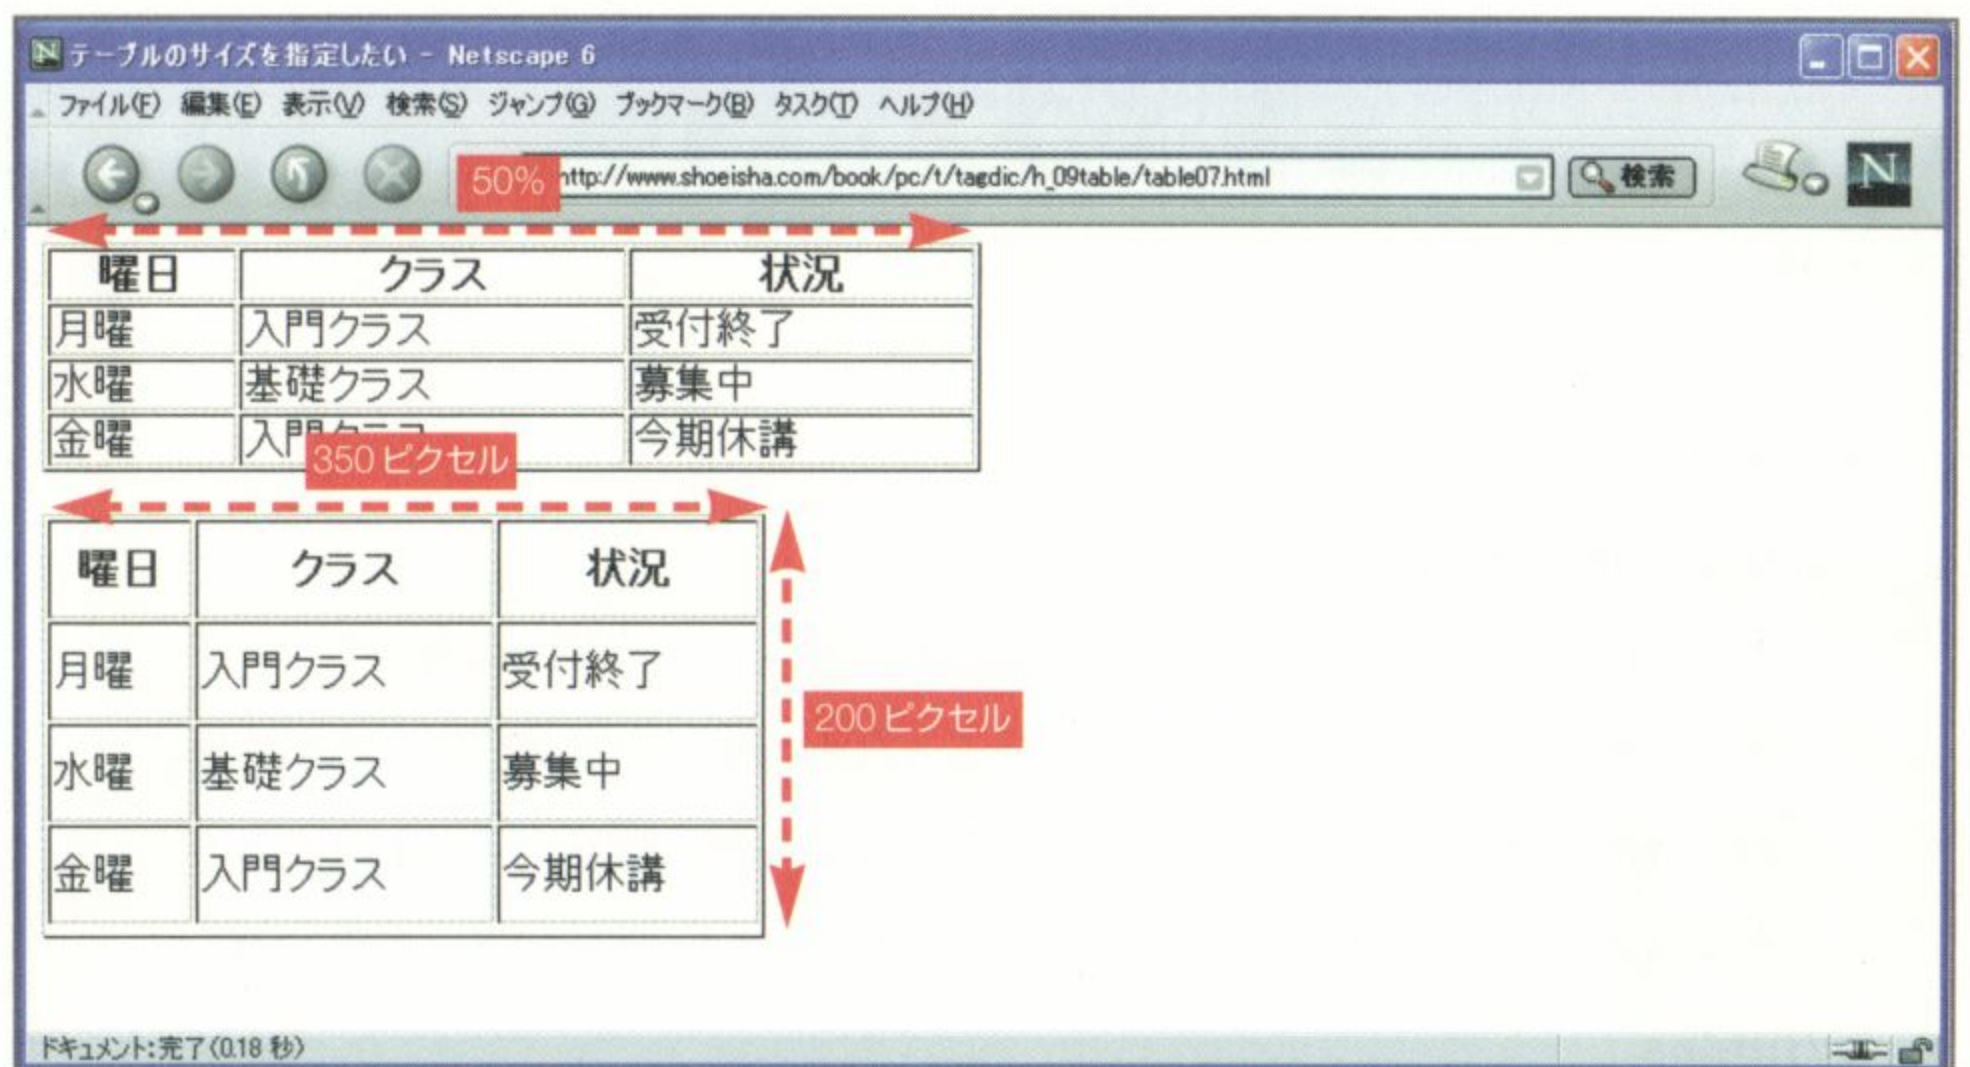 テーブルのサイズを指定したい - Netscape 6
ファイル(F) 編集(E) 表示(V) 検索(S) ジャンプ(G) ブックマーク(B) タスク(T) ヘルプ(H)
50% http://www.shoeisha.com/book/pc/t/tagdic/h_09table/table07.html 検索 N
曜日 クラス 状況
月曜 入門クラス 受付終了
水曜 基礎クラス 募集中
金曜 入門 今期休講
350ピクセル
曜日 クラス 状況
月曜 入門クラス 受付終了
200ピクセル
水曜 基礎クラス 募集中
金曜 入門クラス 今期休講
ドキュメント:完了(0.18 秒)